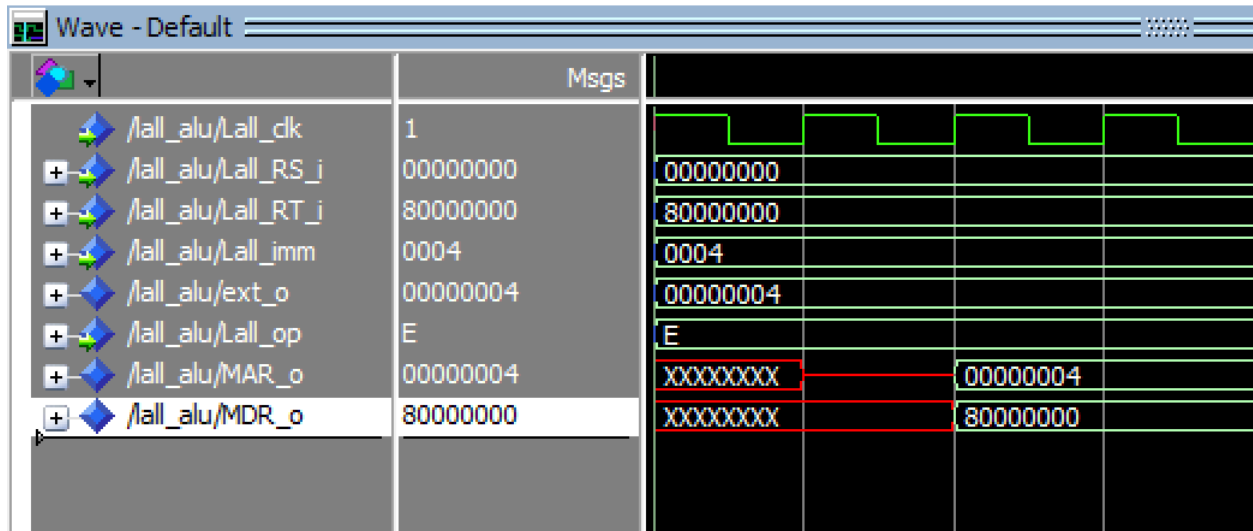 Wave - Default
Msgs
/lall_alu/Lall_clk 1
/lall_alu/Lall_RS_i 00000000 00000000
/lall_alu/Lall_RT_i 80000000 80000000
/lall_alu/Lall_imm 0004 0004
/lall_alu/ext_o 00000004 00000004
/lall_alu/Lall_op E E
/lall_alu/MAR_o 00000004 XXXXXXXX 00000004
/lall_alu/MDR_o 80000000 XXXXXXXX 80000000